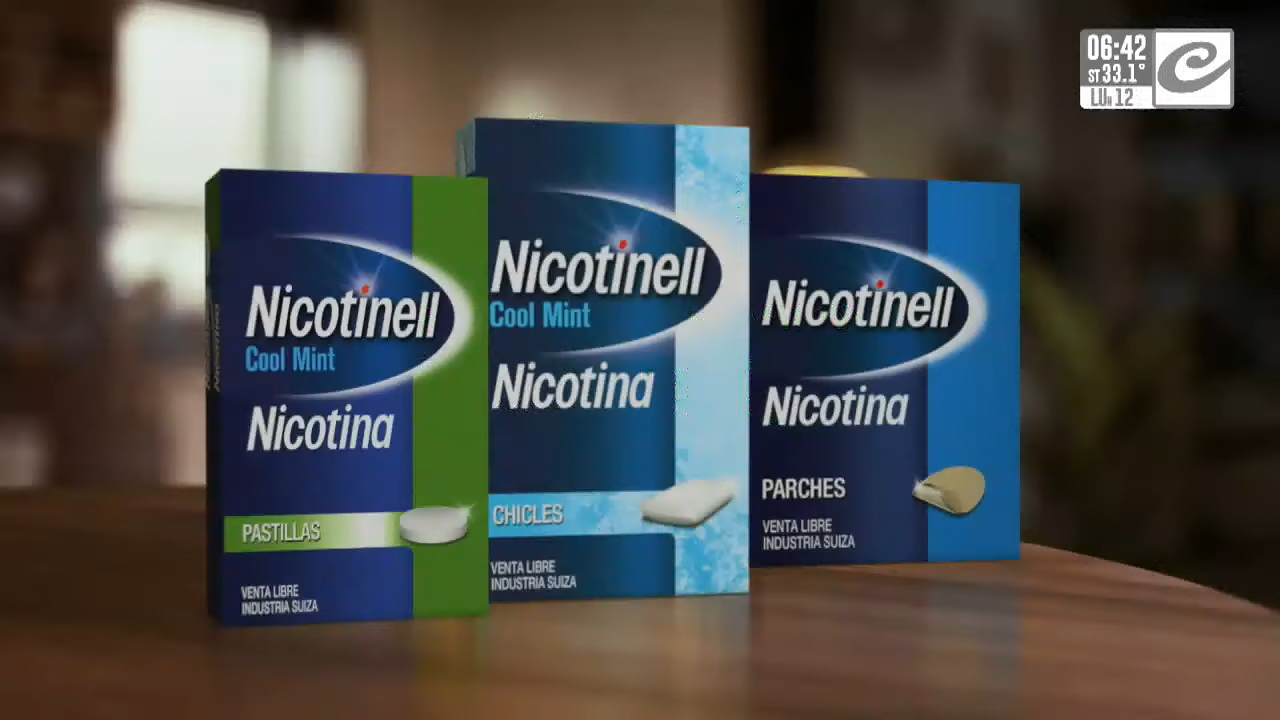 06:42
ST 33.1°
LUN 12
Nicotinell
Cool Mint
Nicotina
PASTILLAS
VENTA LIBRE
INDUSTRIA SUIZA
Nicotinell
Cool Mint
Nicotina
CHICLES
VENTA LIBRE
INDUSTRIA SUIZA
Nicotinell
Nicotina
PARCHES
VENTA LIBRE
INDUSTRIA SUIZA